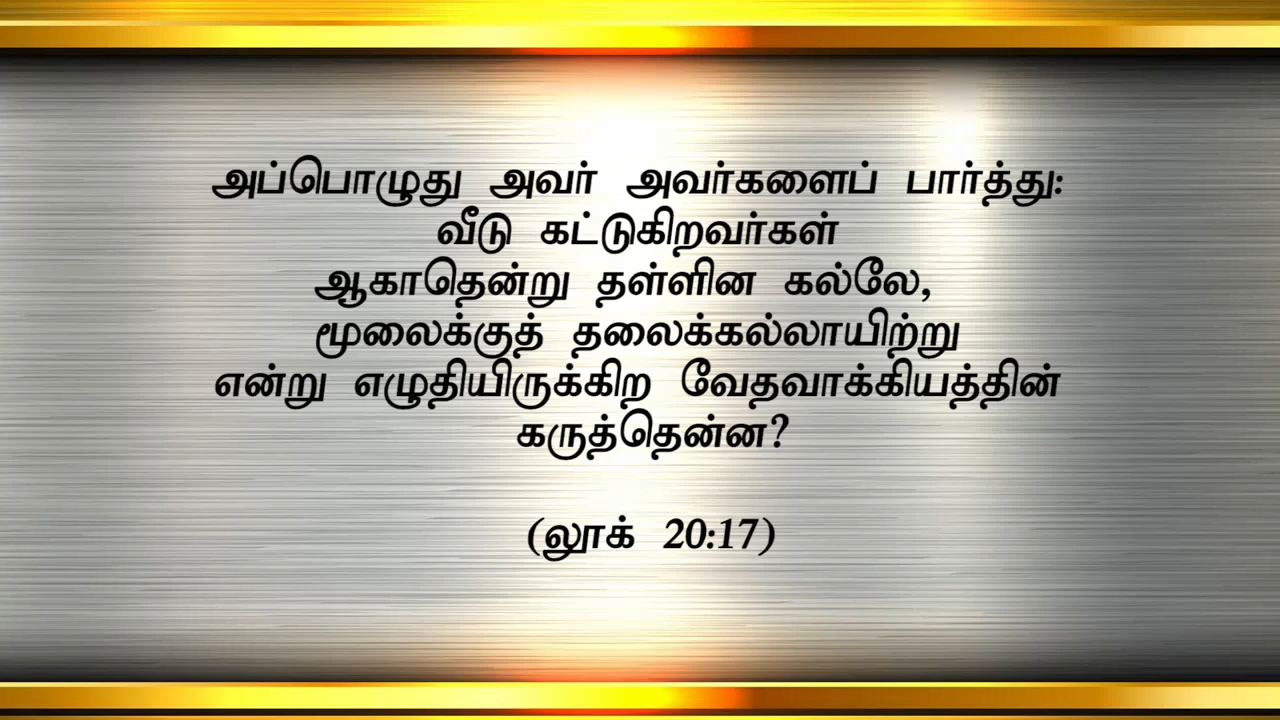 அப்பொழுது அவர் அவர்களைப் பார்த்து:
வீடு கட்டுகிறவர்கள்
ஆகாதென்று தள்ளின கல்லே,
மூலைக்குத் தலைக்கல்லாயிற்று
என்று எழுதியிருக்கிற வேதவாக்கியத்தின்
கருத்தென்ன?
(லூக் 20:17)